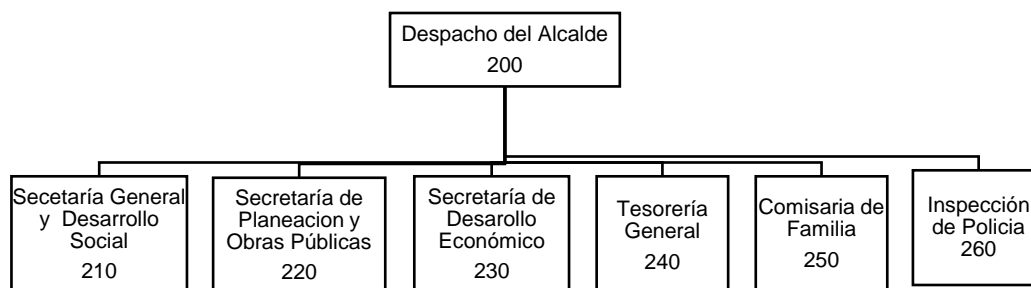 Despacho del Alcalde
200
Secetaría General
y Desarrollo
Social
210
Secretaría de
Planeacion y
Obras Públicas
220
Secretaría de
Desarollo
Económico
230
Tesorería
General
240
Comisaria de
Familia
250
Inspección
de Policia
260